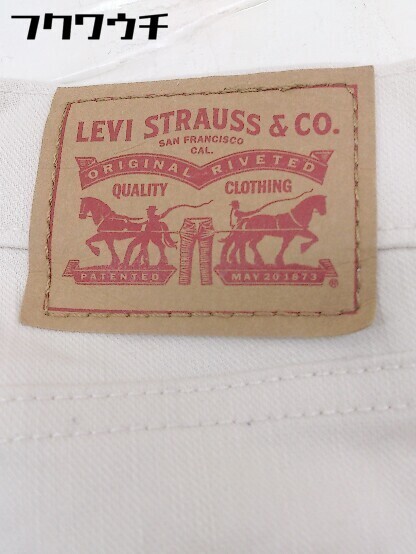 フクワウチ
LEVI STRAUSS & CO.
SAN FRANCISCO
CAL.
ORIGINAL RIVETED
QUALITY CLOTHING
PATENTED MAY 20 1873
®